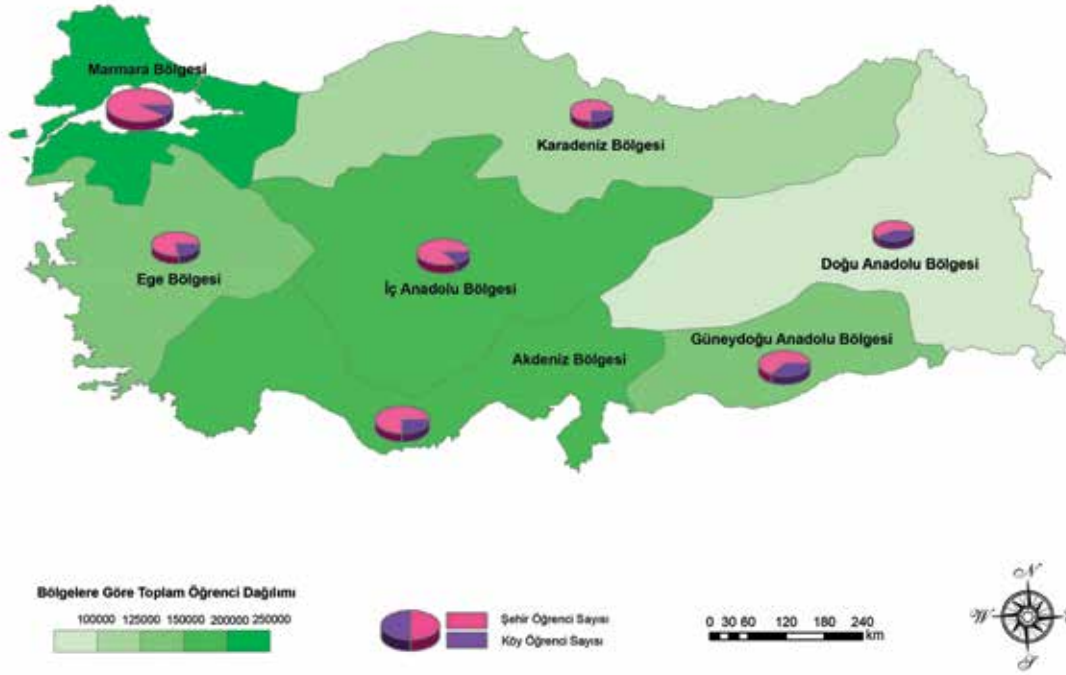 Marmara Bölgesi
Karadeniz Bölgesi
Ege Bölgesi
İç Anadolu Bölgesi
Doğu Anadolu Bölgesi
Güneydoğu Anadolu Bölgesi
Akdeniz Bölgesi
Bölgelere Göre Toplam Öğrenci Dağılımı
100000 125000 150000 200000 250000
Şehir Öğrenci Sayısı
Köy Öğrenci Sayısı
0 30 60 120 180 240
km
N
W
S